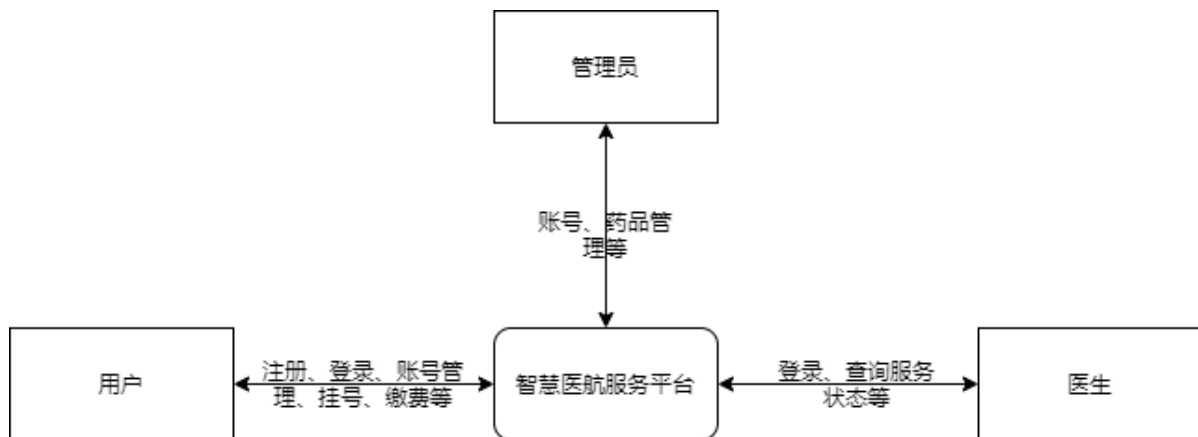 管理员
账号、药品管
理等
用户
注册、登录、账号管
理、挂号、缴费等
智慧医航服务平台
登录、查询服务
状态等
医生